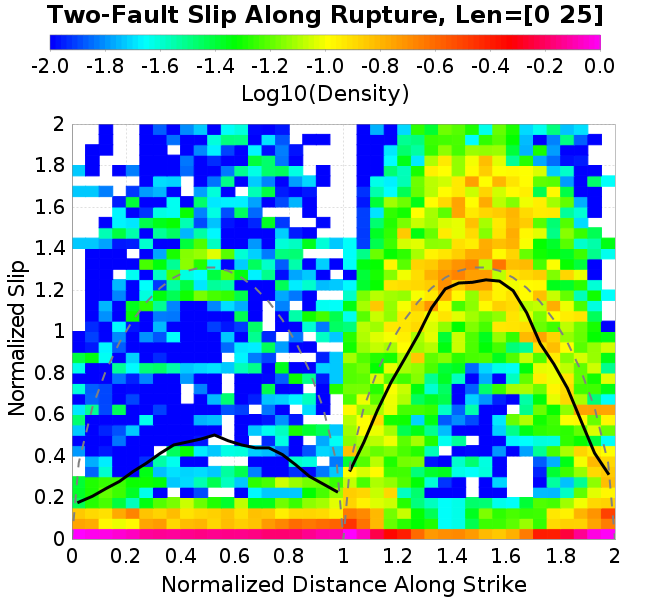 Two-Fault Slip Along Rupture, Len=[0 25]
-2.0 -1.8 -1.6 -1.4 -1.2 -1.0 -0.8 -0.6 -0.4 -0.2 0.0
Log10(Density)
2
1.8
1.6
1.4
1.2
1
0.8
0.6
0.4
0.2
0
Normalized Slip
0 0.2 0.4 0.6 0.8 1 1.2 1.4 1.6 1.8 2
Normalized Distance Along Strike